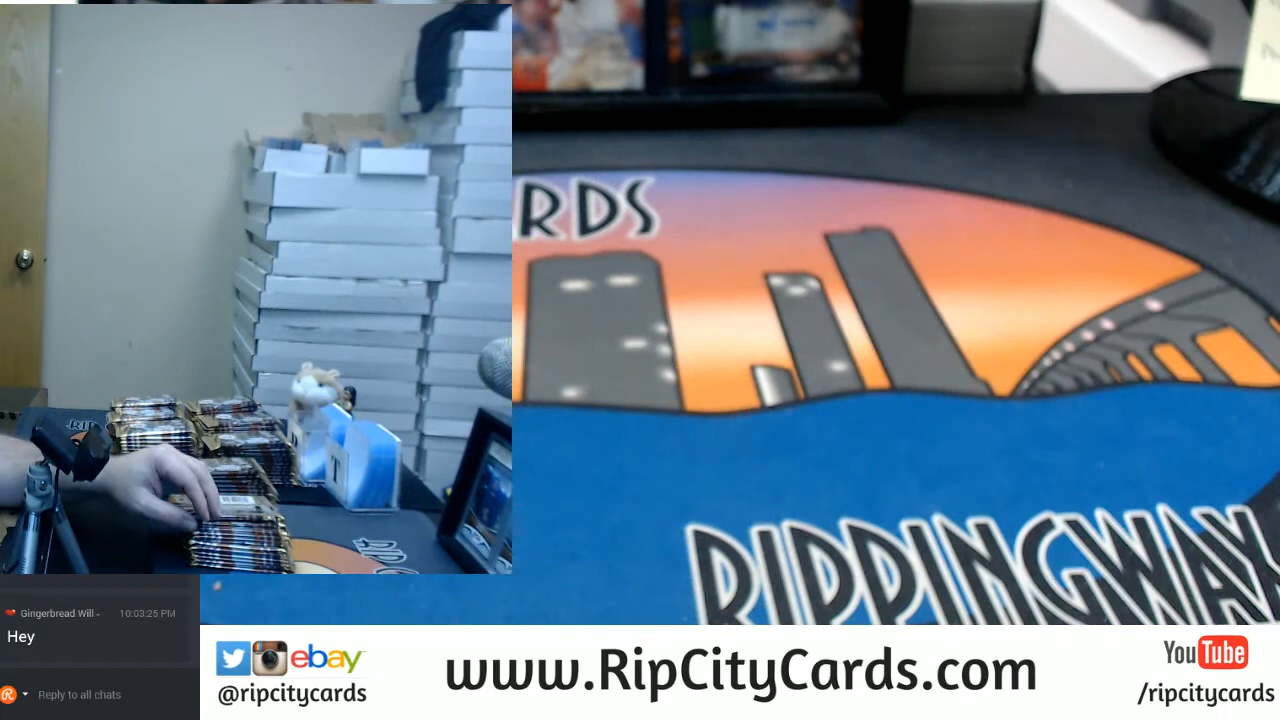 RDS
RIPPINGWAX
T
Gingerbread Will -
10:03:25 PM
Hey
Reply to all chats
ebay
@ripcitycards
www.RipCityCards.com
YouTube
/ripcitycards